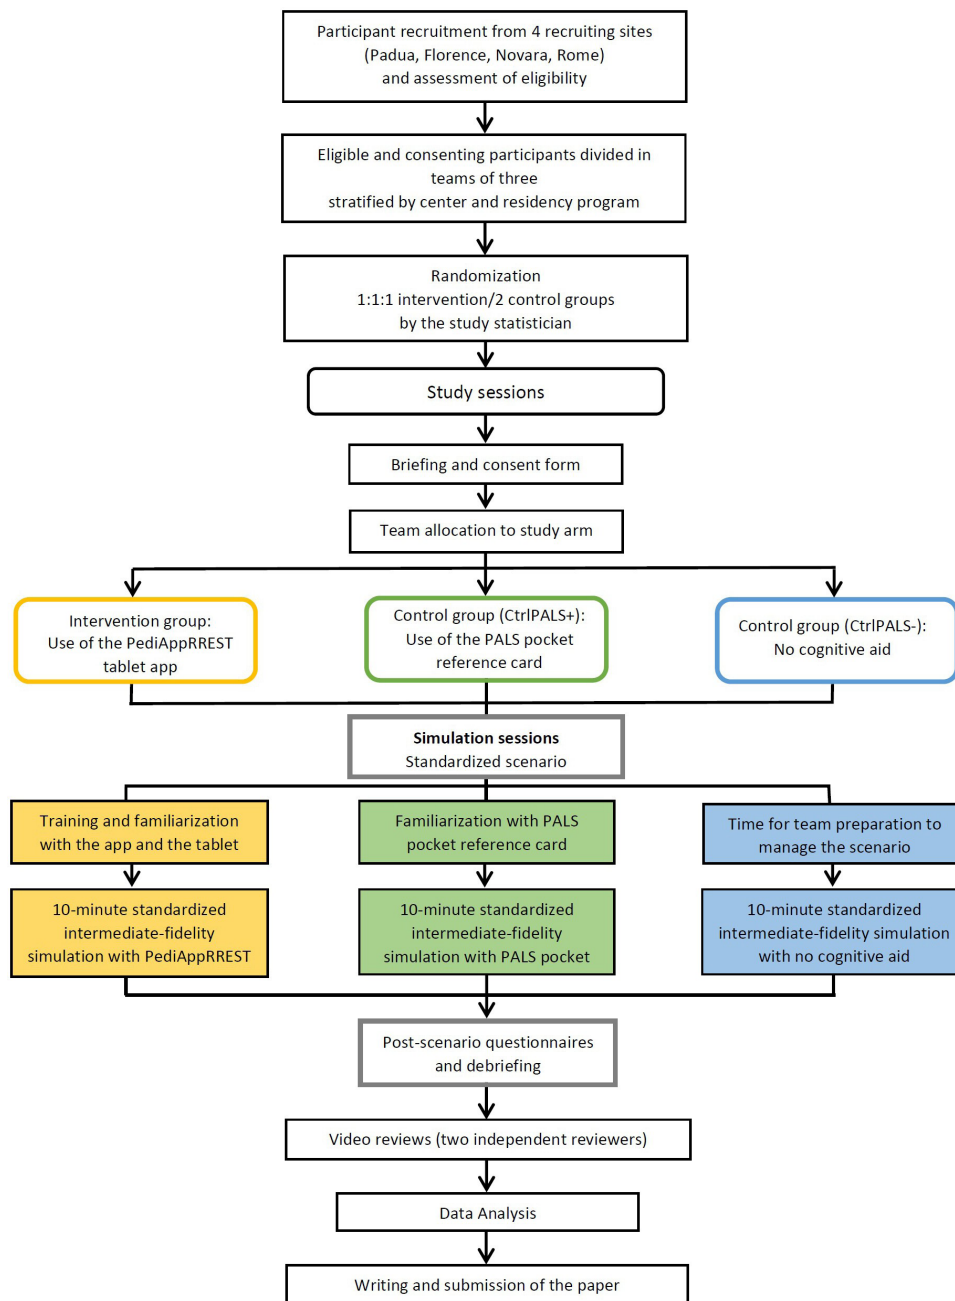 Participant recruitment from 4 recruiting sites
(Padua, Florence, Novara, Rome)
and assessment of eligibility
Eligible and consenting participants divided in
teams of three
stratified by center and residency program
Randomization
1:1:1 intervention/2 control groups
by the study statistician
Study sessions
Briefing and consent form
Team allocation to study arm
Intervention group:
Use of the PediAppRREST
tablet app
Control group (CtrlPALS+):
Use of the PALS pocket
reference card
Control group (CtrlPALS-):
No cognitive aid
Simulation sessions
Standardized scenario
Training and familiarization
with the app and the tablet
Familiarization with PALS
pocket reference card
Time for team preparation to
manage the scenario
10-minute standardized
intermediate-fidelity
simulation with PediAppRREST
10-minute standardized
intermediate-fidelity
simulation with PALS pocket
10-minute standardized
intermediate-fidelity simulation
with no cognitive aid
Post-scenario questionnaires
and debriefing
Video reviews (two independent reviewers)
Data Analysis
Writing and submission of the paper